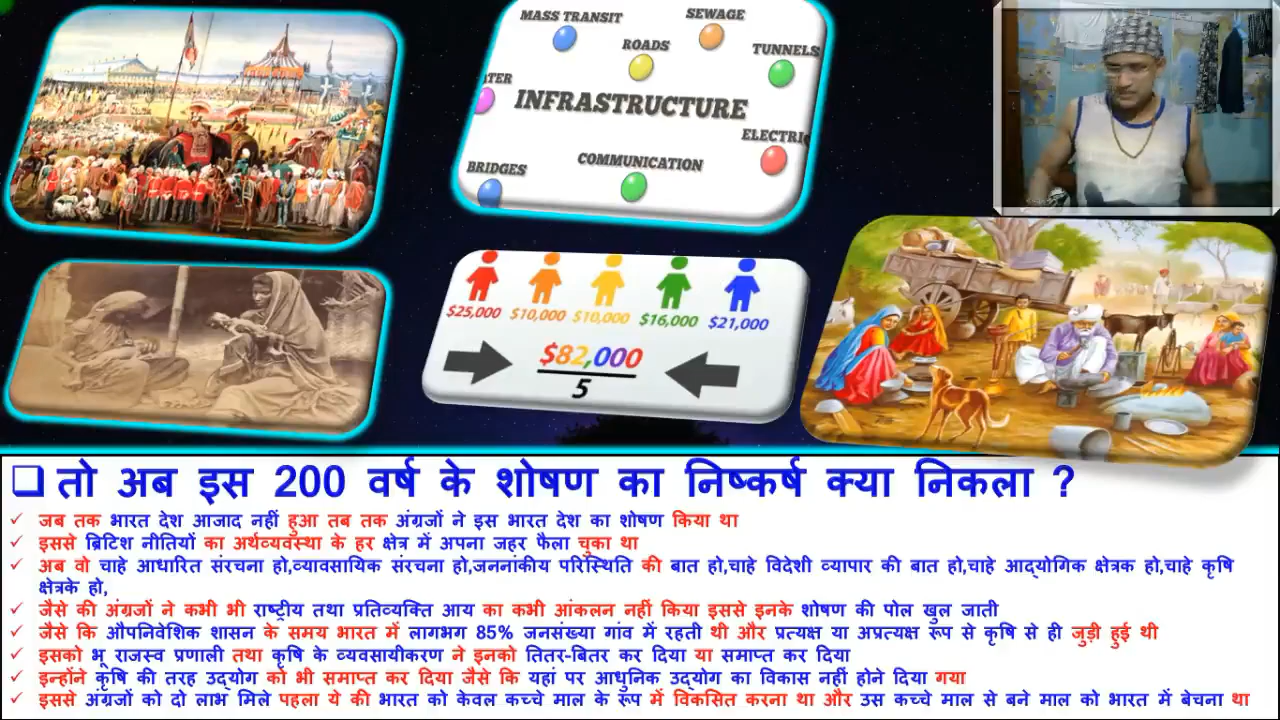 MASS TRANSIT
SEWAGE
ROADS
TUNNELS
ATER
INFRASTRUCTURE
ELECTRIC
BRIDGES
COMMUNICATION
$25,000 $10,000 $10,000 $16,000 $21,000
$82,000
5
तो अब इस 200 वर्ष के शोषण का निष्कर्ष क्या निकला ?
जब तक भारत देश आजाद नहीं हुआ तब तक अंग्रजों ने इस भारत देश का शोषण किया था
इससे ब्रिटिश नीतियों का अर्थव्यवस्था के हर क्षेत्र में अपना जहर फैला चुका था
अब वो चाहे आधारित संरचना हो,व्यावसायिक संरचना हो,जननांकीय परिस्थिति की बात हो,चाहे विदेशी व्यापार की बात हो,चाहे आद्योगिक क्षेत्रक हो,चाहे कृषि
क्षेत्रके हो,
जैसे की अंग्रजों ने कभी भी राष्ट्रीय तथा प्रतिव्यक्ति आय का कभी आंकलन नहीं किया इससे इनके शोषण की पोल खुल जाती
जैसे कि औपनिवेशिक शासन के समय भारत में लागभग 85% जनसंख्या गांव में रहती थी और प्रत्यक्ष या अप्रत्यक्ष रूप से कृषि से ही जुड़ी हुई थी
इसको भू राजस्व प्रणाली तथा कृषि के व्यवसायीकरण ने इनको तितर-बितर कर दिया या समाप्त कर दिया
इन्होंने कृषि की तरह उद्योग को भी समाप्त कर दिया जैसे कि यहां पर आधुनिक उद्योग का विकास नहीं होने दिया गया
इससे अंग्रजों को दो लाभ मिले पहला ये की भारत को केवल कच्चे माल के रूप में विकसित करना था और उस कच्चे माल से बने माल को भारत में बेचना था